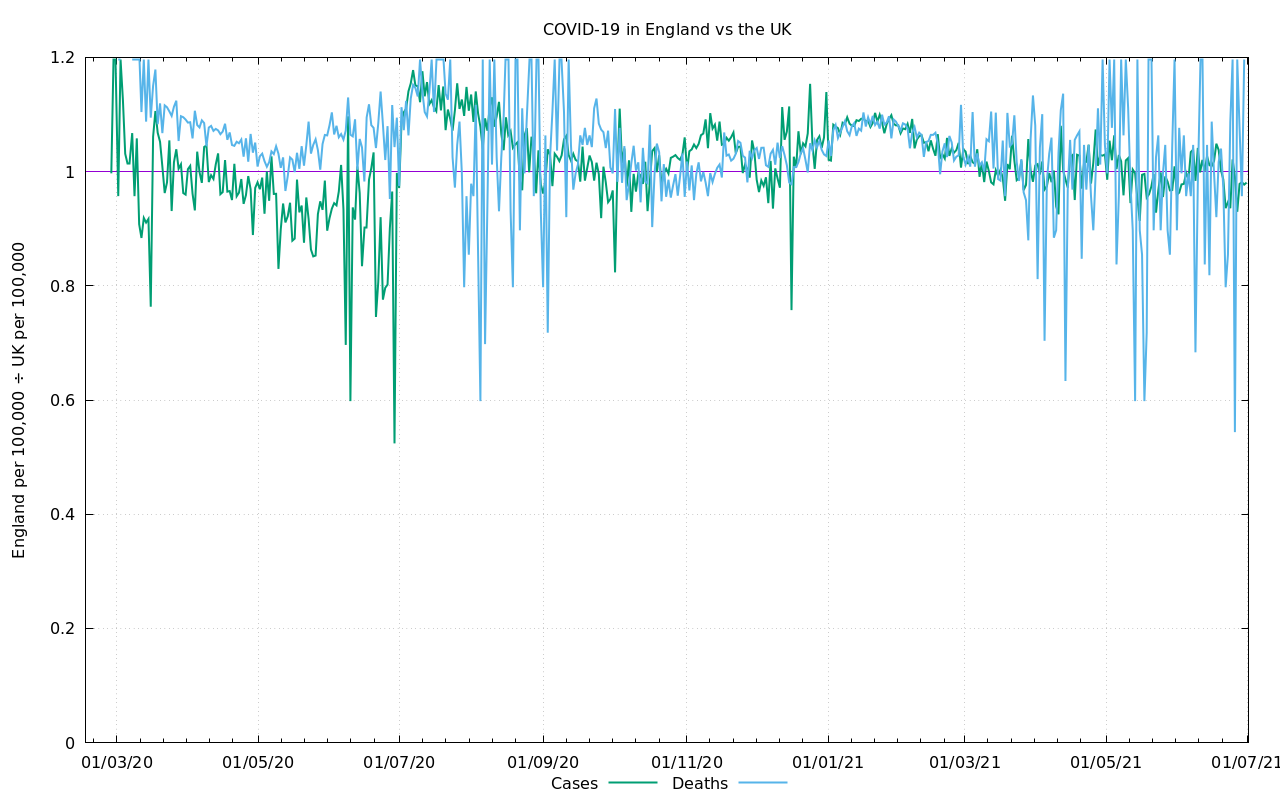 COVID-19 in England vs the UK
England per 100,000 ÷ UK per 100,000
1.2
1
0.8
0.6
0.4
0.2
0
01/03/20 01/05/20 01/07/20 01/09/20 01/11/20 01/01/21 01/03/21 01/05/21 01/07/21
Cases Deaths